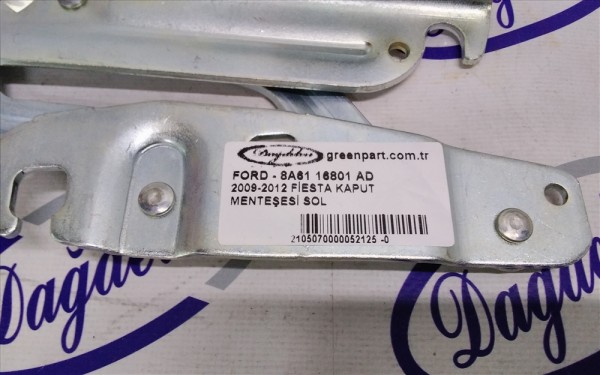 greenpart.com.tr
FORD - 8A61 16801 AD
2009-2012 FİESTA KAPUT
MENTEŞESİ SOL
2105070000052125 -0